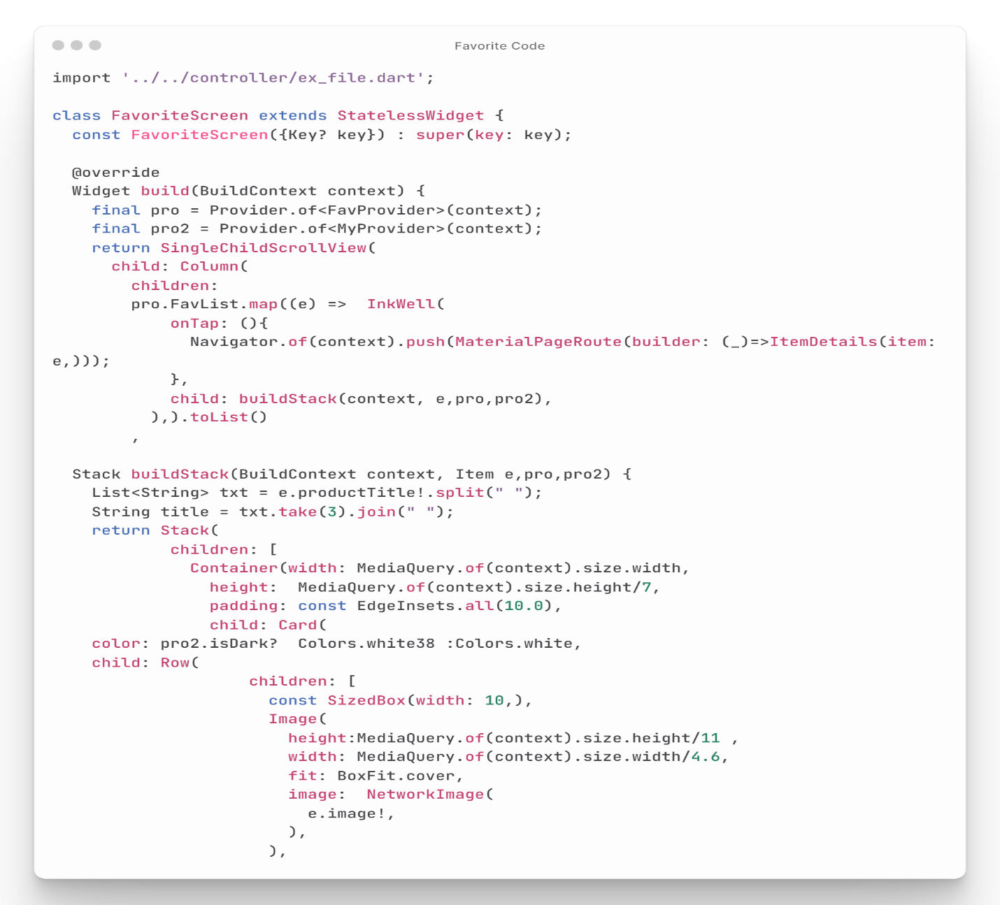 Favorite Code
import '../../controller/ex_file.dart';

class FavoriteScreen extends StatelessWidget {
  const FavoriteScreen({Key? key}) : super(key: key);

  @override
  Widget build(BuildContext context) {
    final pro = Provider.of<FavProvider>(context);
    final pro2 = Provider.of<MyProvider>(context);
    return SingleChildScrollView(
      child: Column(
        children:
        pro.FavList.map((e) =>  InkWell(
            onTap: (){
              Navigator.of(context).push(MaterialPageRoute(builder: (_)=>ItemDetails(item:
e,)));
            },
            child: buildStack(context, e,pro,pro2),
          ),).toList()
        ,

  Stack buildStack(BuildContext context, Item e,pro,pro2) {
    List<String> txt = e.productTitle!.split(" ");
    String title = txt.take(3).join(" ");
    return Stack(
            children: [
              Container(width: MediaQuery.of(context).size.width,
                height:  MediaQuery.of(context).size.height/7,
                padding: const EdgeInsets.all(10.0),
                child: Card(
    color: pro2.isDark?  Colors.white38 :Colors.white,
    child: Row(
                    children: [
                      const SizedBox(width: 10,),
                      Image(
                        height:MediaQuery.of(context).size.height/11 ,
                        width: MediaQuery.of(context).size.width/4.6,
                        fit: BoxFit.cover,
                        image:  NetworkImage(
                          e.image!,
                        ),
                      ),